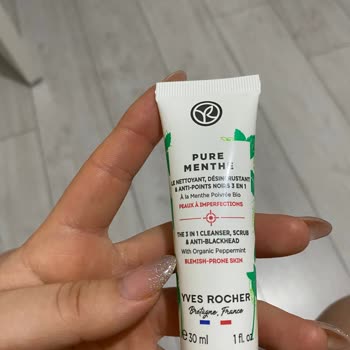 PURE
MENTHE
LE NETTOYANT, DÉSINCRUSTANT
& ANTI-POINTS NOIRS 3 EN 1
À la Menthe Poivrée Bio
PEAUX À IMPERFECTIONS
THE 3 IN 1 CLEANSER, SCRUB
& ANTI-BLACKHEAD
With Organic Peppermint
BLEMISH-PRONE SKIN
YVES ROCHER
Bretagne, France
e 30 ml 1 fl. oz